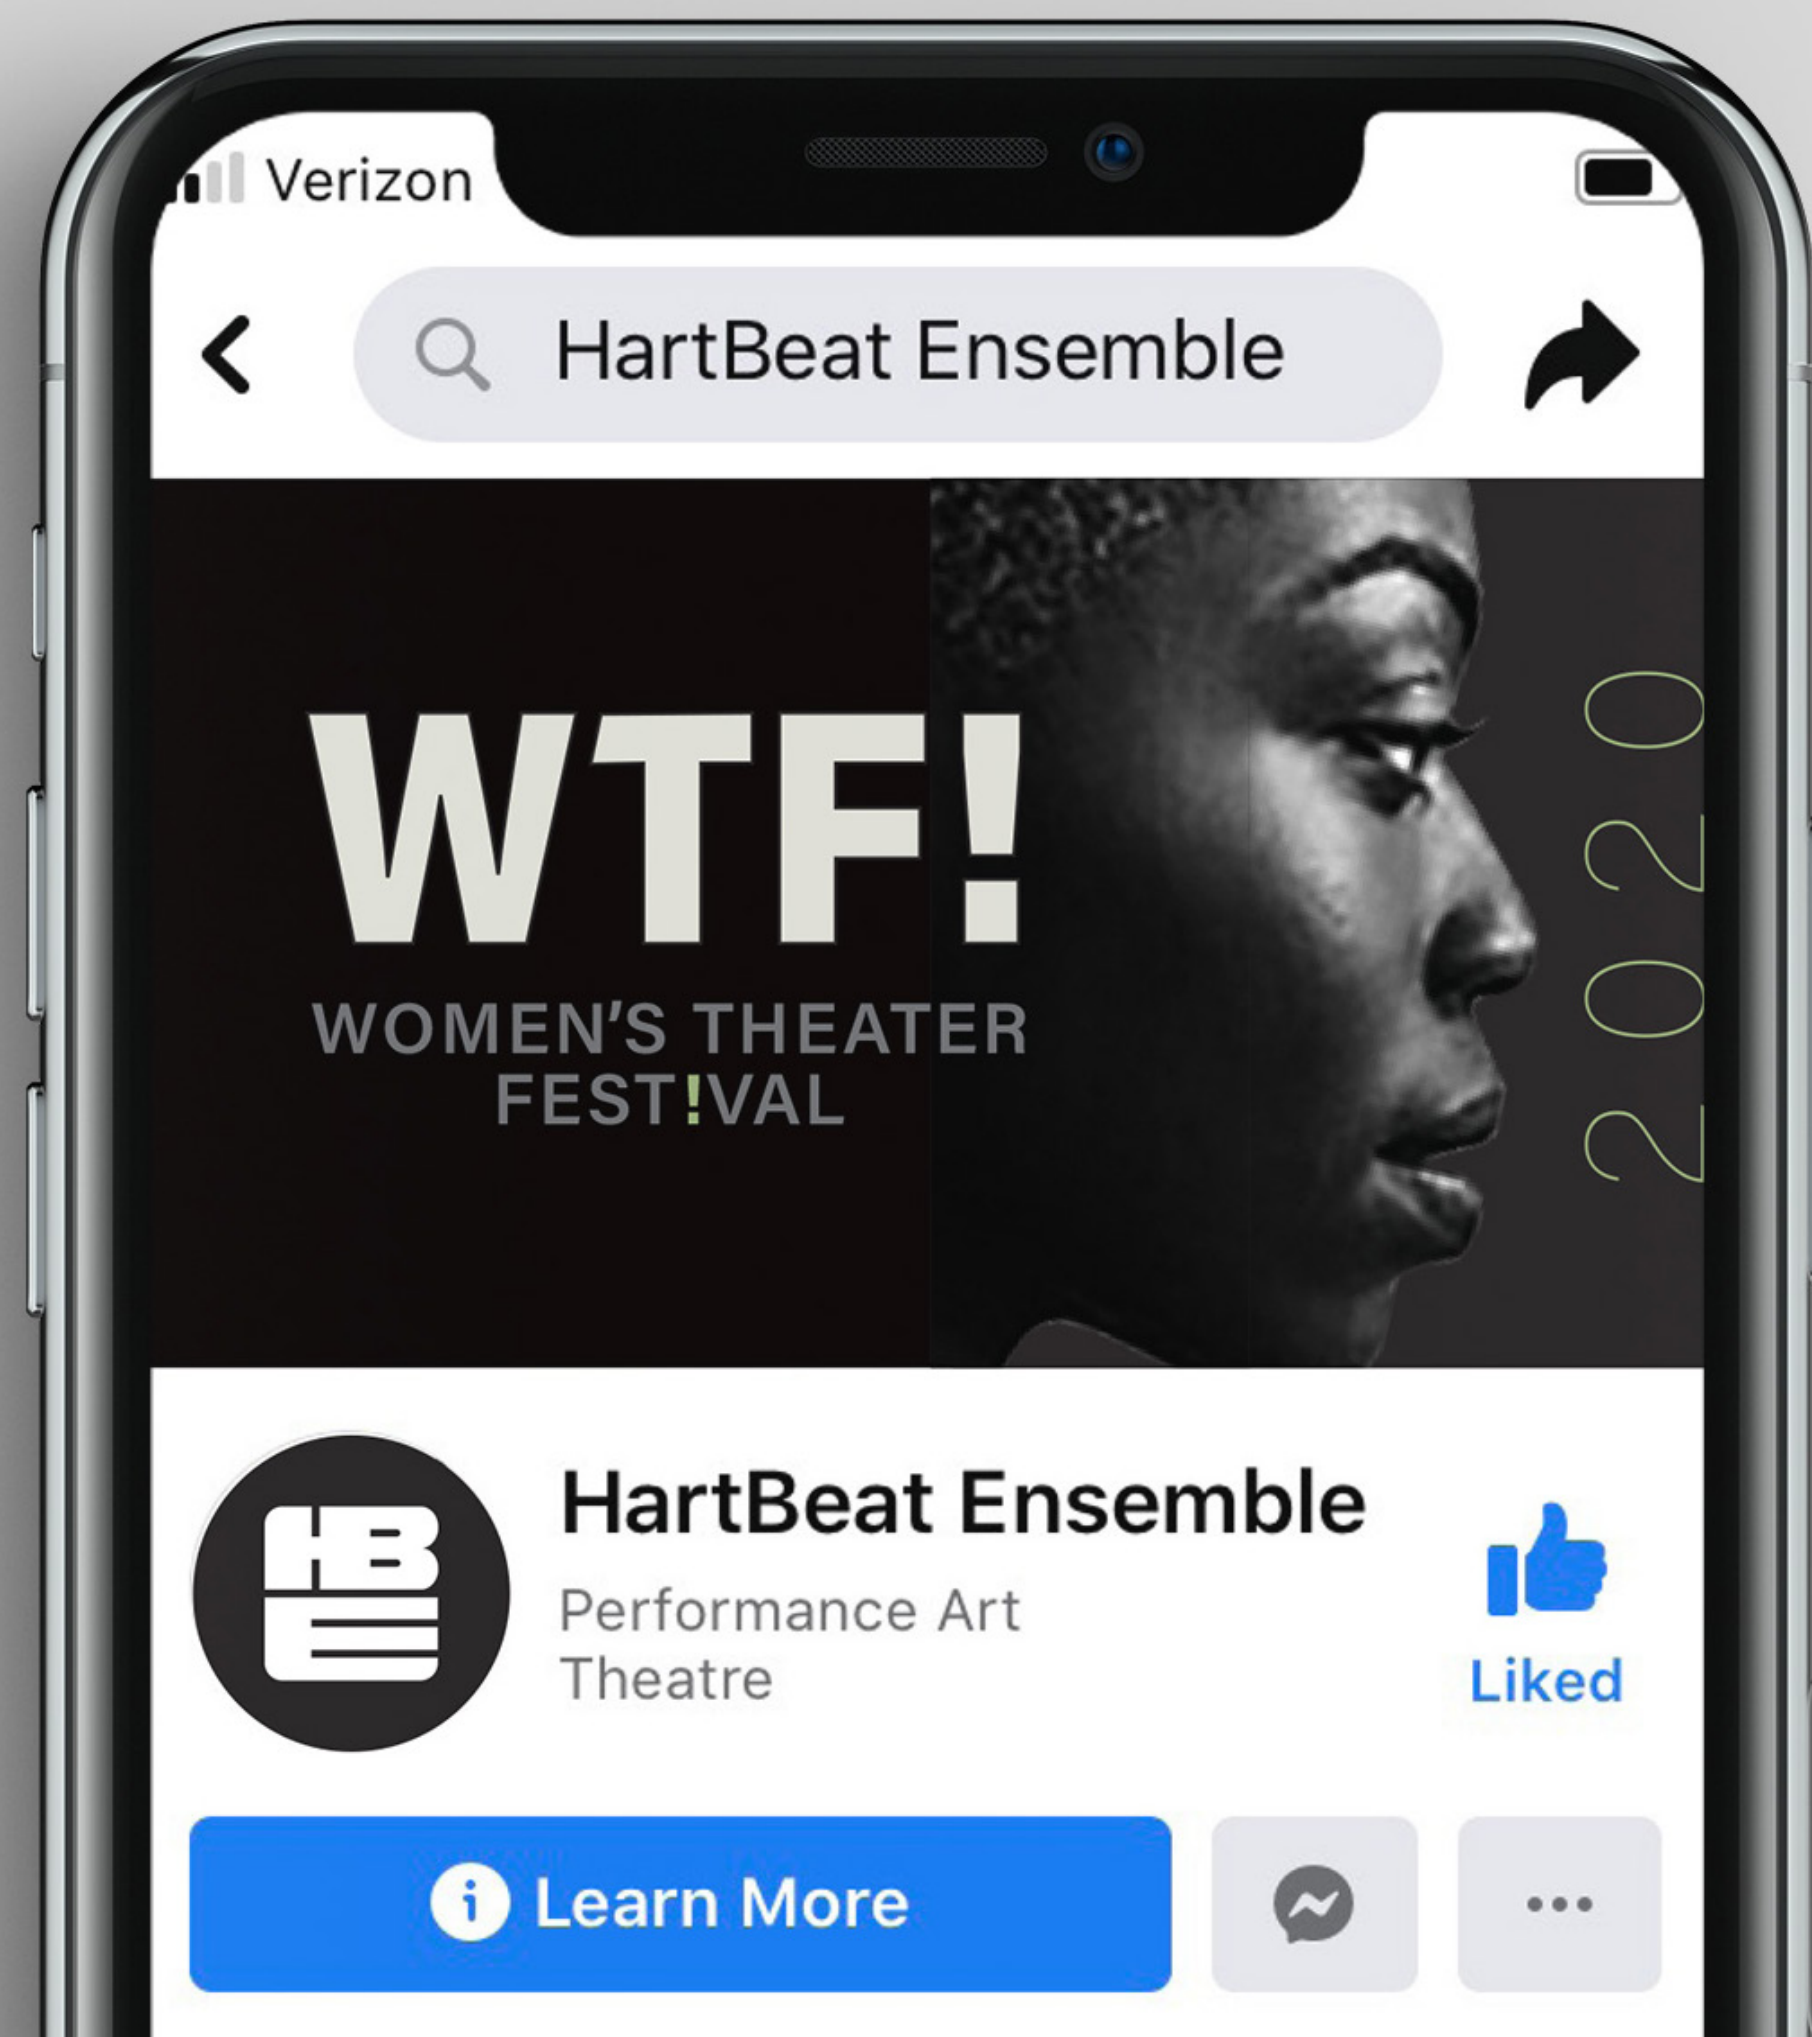 Verizon
HartBeat Ensemble
WTF!
WOMEN'S THEATER
FEST!VAL
2020
HBE
HartBeat Ensemble
Performance Art
Theatre
Liked
Learn More